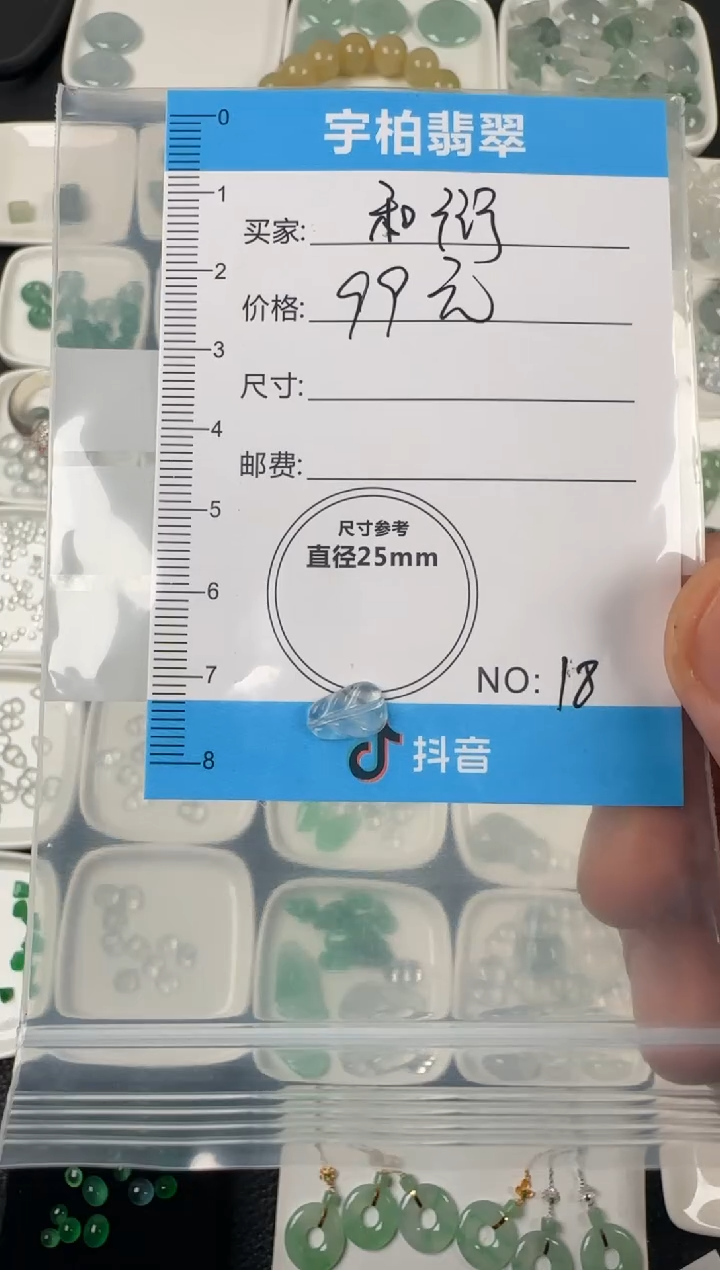 宇柏翡翠
0
1
2
3
4
5
6
7
8
买家: 和衍
价格: 99元
尺寸:
邮费:
尺寸参考
直径25mm
NO: 18
抖音